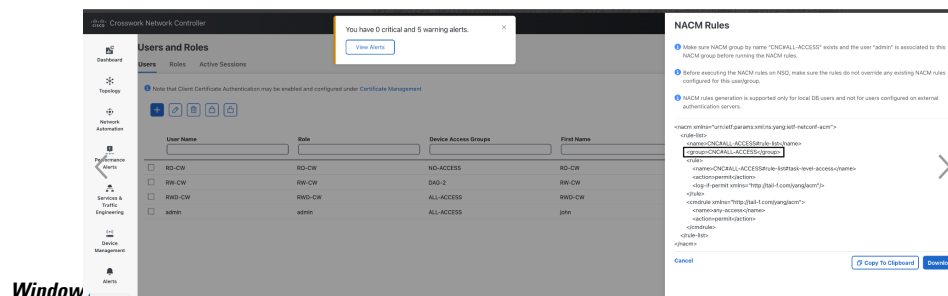 CISCO Crosswork Network Controller
You have 0 critical and 5 warning alerts.
View Alerts
Dashboard
Topology
Network
Automation
Performance
Alerts
Services &
Traffic
Engineering
Device
Management
Alerts
Users and Roles
Users Roles Active Sessions
Note that Client Certificate Authentication may be enabled and configured under Certificate Management
User Name Role Device Access Groups First Name
RO-CW RO-CW NO-ACCESS RO-CW
RW-CW RW-CW DAG-2 RW-CW
RWD-CW RWD-CW ALL-ACCESS RWD-CW
admin admin ALL-ACCESS john
NACM Rules
Make sure NACM group by name "CNC#ALL-ACCESS" exists and the user "admin" is associated to this
NACM group before running the NACM rules.
Before executing the NACM rules on NSO, make sure the rules do not override any existing NACM rules
configured for this user/group.
NACM rules generation is supported only for local DB users and not for users configured on external
authentication servers.
<nacm xmlns="urn:ietf:params:xml:ns:yang:ietf-netconf-acm">
<rule-list>
<name>CNC#ALL-ACCESS#rule-list</name>
<group>CNC#ALL-ACCESS</group>
<rule>
<name>CNC#ALL-ACCESS#rule-list#task-level-access</name>
<action>permit</action>
<log-if-permit xmlns="http://tail-f.com/yang/acm"/>
</rule>
<cmdrule xmlns="http://tail-f.com/yang/acm">
<name>any-access</name>
<action>permit</action>
</cmdrule>
</rule-list>
</nacm>
Cancel
Copy To Clipboard
Downlo
Window